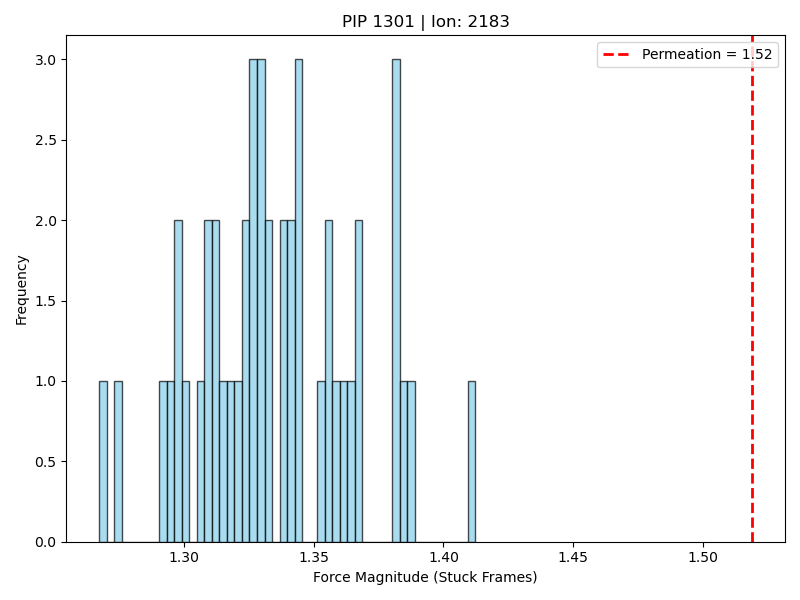 PIP 1301 | Ion: 2183
Permeation = 1.52
Frequency
3.0
2.5
2.0
1.5
1.0
0.5
0.0
1.30 1.35 1.40 1.45 1.50
Force Magnitude (Stuck Frames)